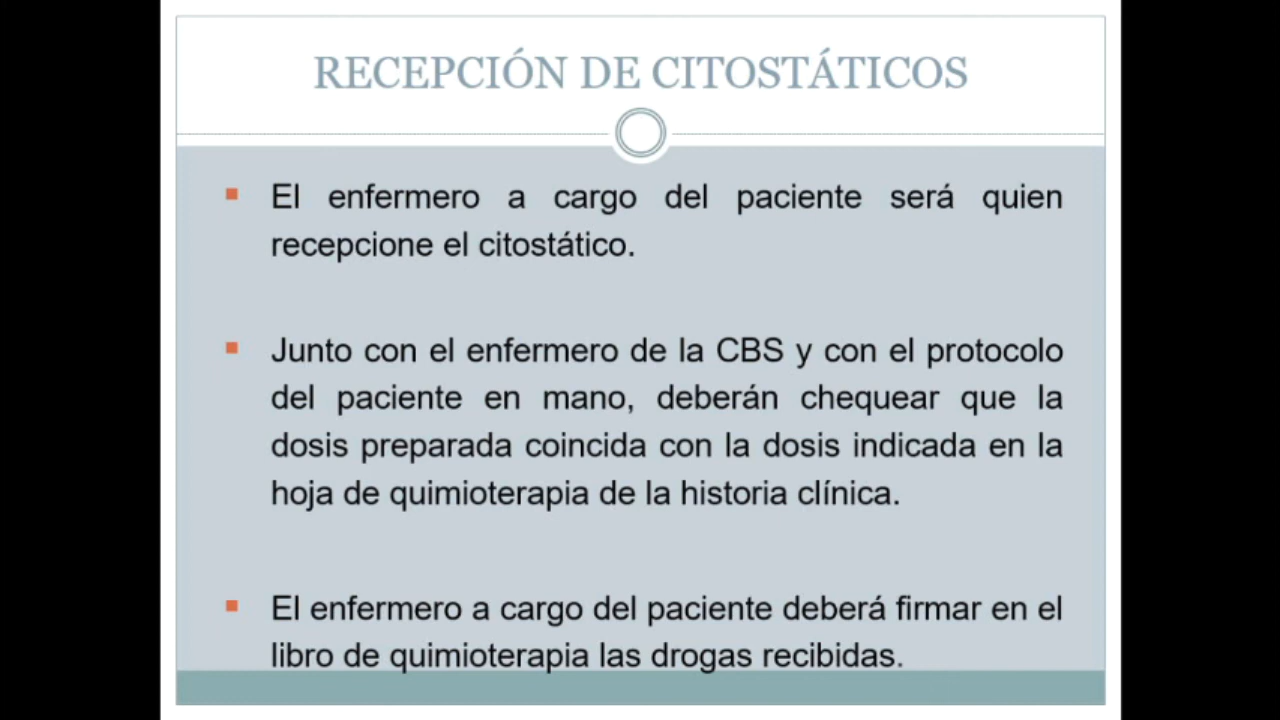 RECEPCIÓN DE CITOSTÁTICOS
El enfermero a cargo del paciente será quien
recepcione el citostático.
Junto con el enfermero de la CBS y con el protocolo
del paciente en mano, deberán chequear que la
dosis preparada coincida con la dosis indicada en la
hoja de quimioterapia de la historia clínica.
El enfermero a cargo del paciente deberá firmar en el
libro de quimioterapia las drogas recibidas.